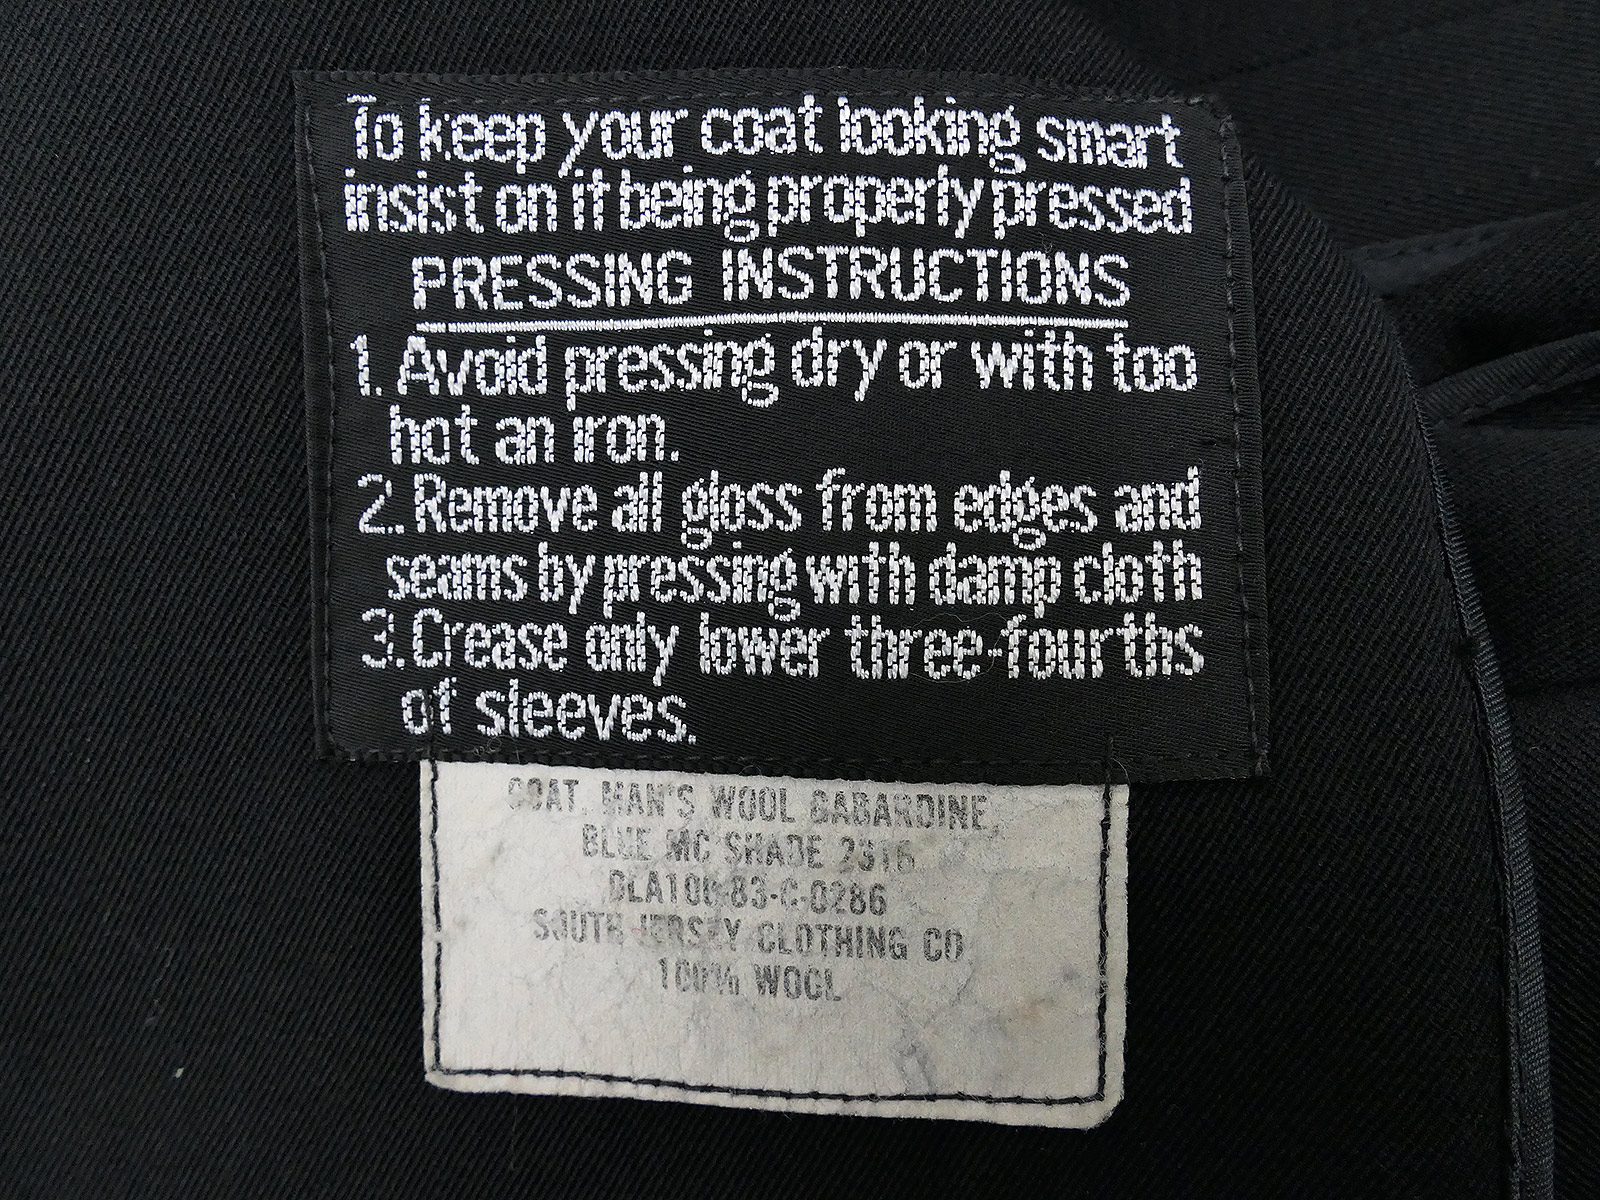 To keep your coat looking smart
insist on it being properly pressed
PRESSING INSTRUCTIONS
1. Avoid pressing dry or with too
hot an iron.
2. Remove all gloss from edges and
seams by pressing with damp cloth
3. Crease only lower three-fourths
of sleeves.
COAT, MAN'S WOOL GABARDINE,
BLUE MC SHADE 2316
DLA100-83-C-0286
SOUTH JERSEY CLOTHING CO
100% WOOL